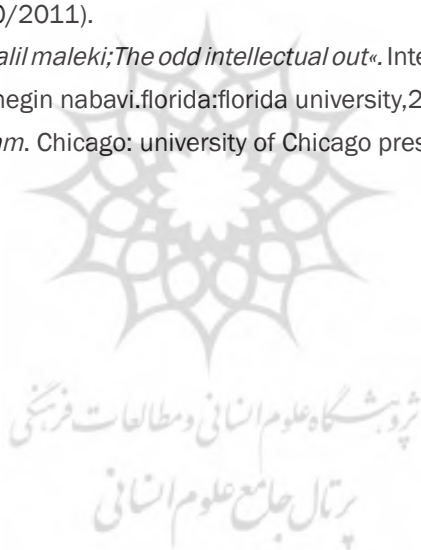 0/2011).
alil maleki;The odd intellectual out«. Inte
negin nabavi.florida:florida university,2
am. Chicago: university of Chicago pres
پژوهشگاه علوم انسانی و مطالعات فرهنگی
پرتال جامع علوم انسانی